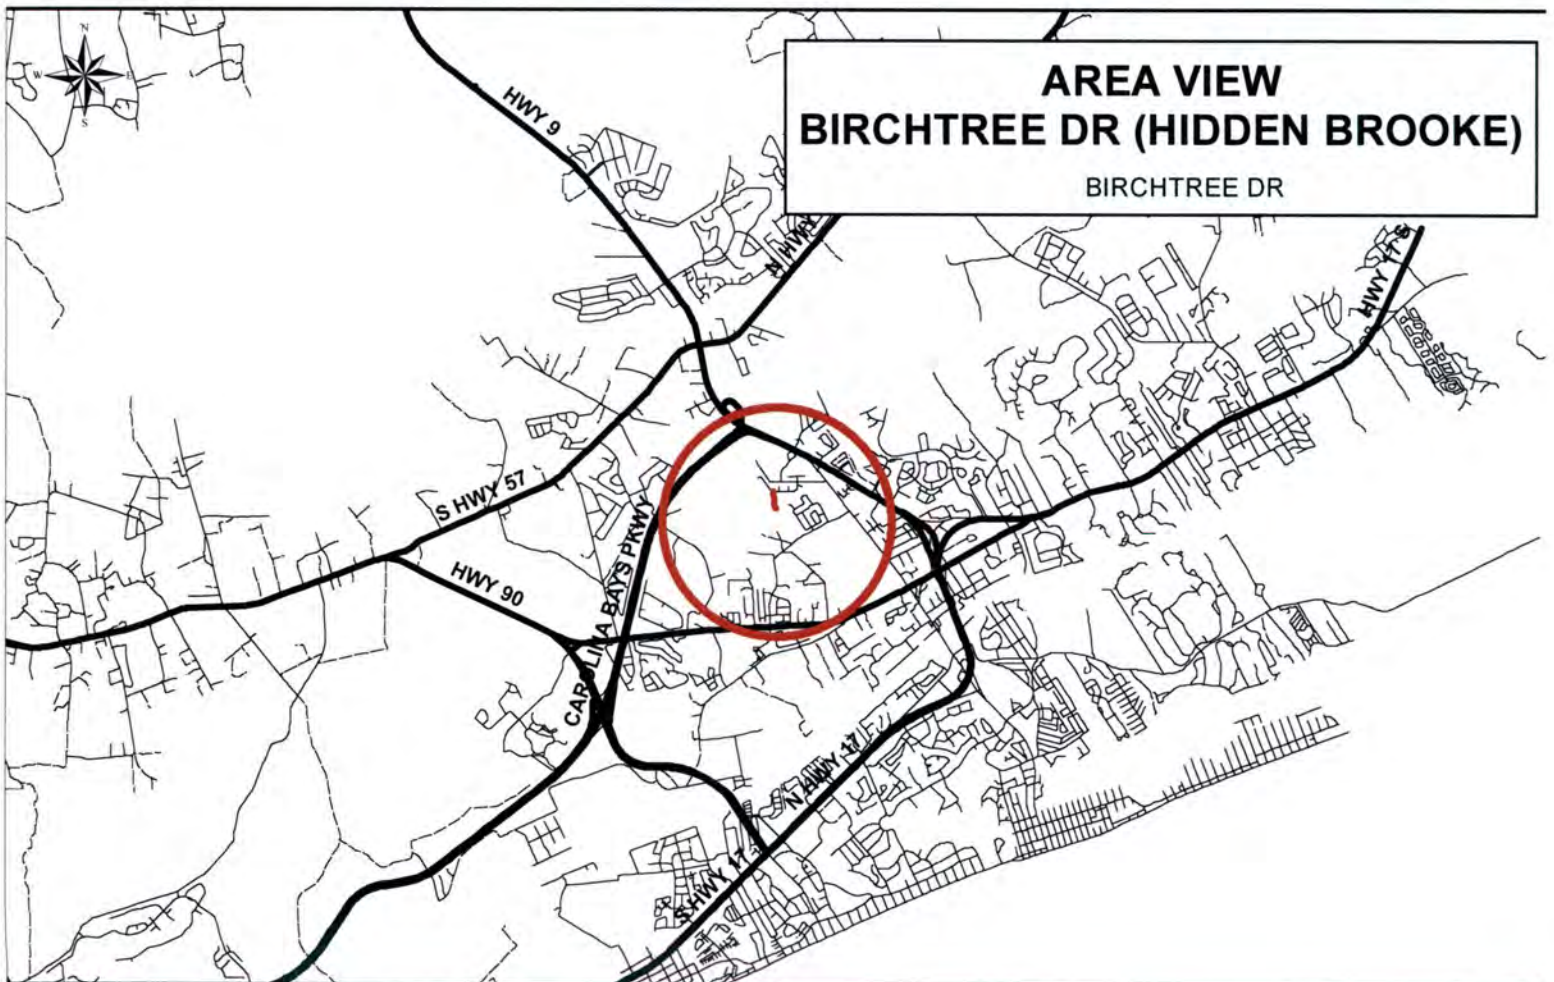 N
W E
S
AREA VIEW
BIRCHTREE DR (HIDDEN BROOKE)
BIRCHTREE DR
HWY 9
N HWY
HWY 17 S
S HWY 57
CAROLINA BAYS PKWY
HWY 90
N HWY 17
S HWY 17